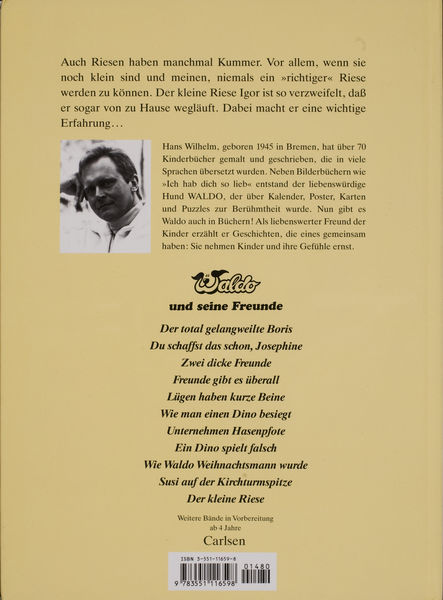 Auch Riesen haben manchmal Kummer. Vor allem, wenn sie
noch klein sind und meinen, niemals ein »richtiger« Riese
werden zu können. Der kleine Riese Igor ist so verzweifelt, daß
er sogar von zu Hause wegläuft. Dabei macht er eine wichtige
Erfahrung…
Hans Wilhelm, geboren 1945 in Bremen, hat über 70
Kinderbücher gemalt und geschrieben, die in viele
Sprachen übersetzt wurden. Neben Bilderbüchern wie
»Ich hab dich so lieb« entstand der liebenswürdige
Hund WALDO, der über Kalender, Poster, Karten
und Puzzles zur Berühmtheit wurde. Nun gibt es
Waldo auch in Büchern! Als liebenswerter Freund der
Kinder erzählt er Geschichten, die eines gemeinsam
haben: Sie nehmen Kinder und ihre Gefühle ernst.
Waldo
und seine Freunde
Der total gelangweilte Boris
Du schaffst das schon, Josephine
Zwei dicke Freunde
Freunde gibt es überall
Lügen haben kurze Beine
Wie man einen Dino besiegt
Unternehmen Hasenpfote
Ein Dino spielt falsch
Wie Waldo Weihnachtsmann wurde
Susi auf der Kirchturmspitze
Der kleine Riese
Weitere Bände in Vorbereitung
ab 4 Jahre
Carlsen
ISBN 3-551-11659-8
01480
9 783551 116598